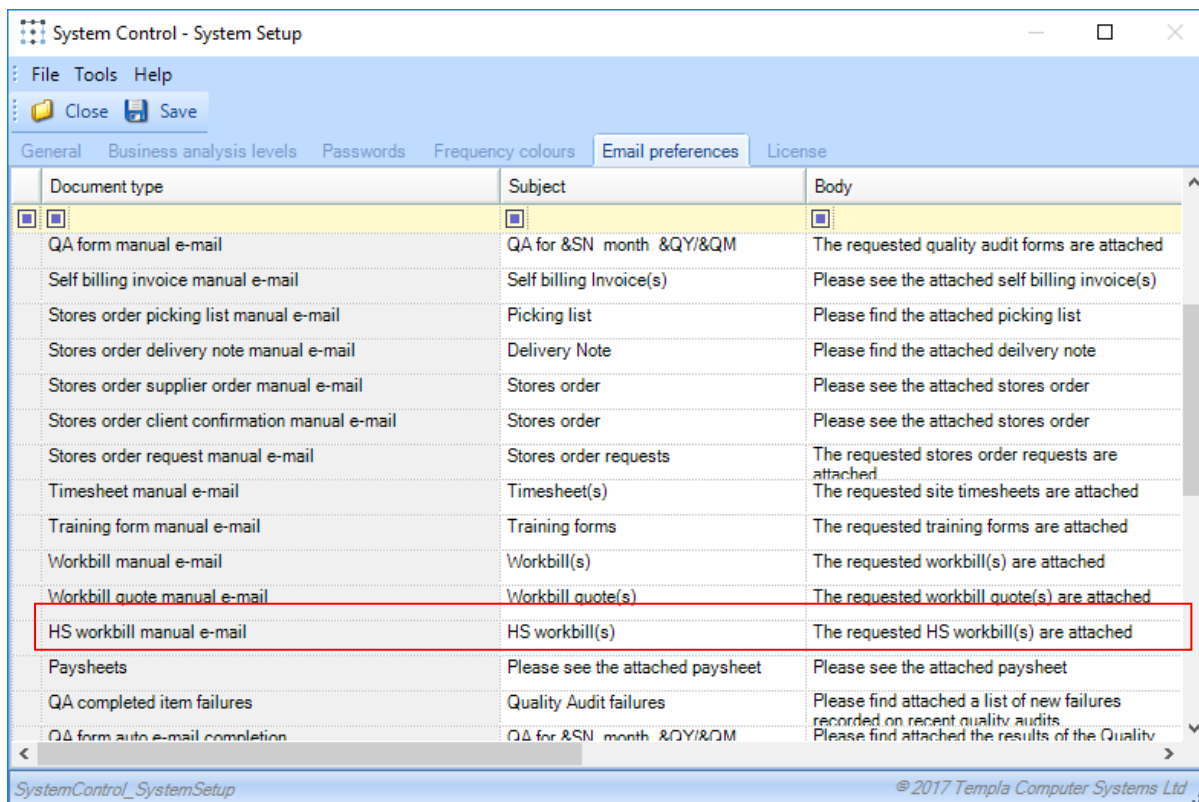 System Control - System Setup
File Tools Help
Close Save
General Business analysis levels Passwords Frequency colours Email preferences License
Document type Subject Body
QA form manual e-mail QA for &SN month &QY/&QM The requested quality audit forms are attached
Self billing invoice manual e-mail Self billing Invoice(s) Please see the attached self billing invoice(s)
Stores order picking list manual e-mail Picking list Please find the attached picking list
Stores order delivery note manual e-mail Delivery Note Please find the attached deilvery note
Stores order supplier order manual e-mail Stores order Please see the attached stores order
Stores order client confirmation manual e-mail Stores order Please see the attached stores order
Stores order request manual e-mail Stores order requests The requested stores order requests are
attached
Timesheet manual e-mail Timesheet(s) The requested site timesheets are attached
Training form manual e-mail Training forms The requested training forms are attached
Workbill manual e-mail Workbill(s) The requested workbill(s) are attached
Workbill quote manual e-mail Workbill quote(s) The requested workbill quote(s) are attached
HS workbill manual e-mail HS workbill(s) The requested HS workbill(s) are attached
Paysheets Please see the attached paysheet Please see the attached paysheet
QA completed item failures Quality Audit failures Please find attached a list of new failures
recorded on recent quality audits
QA form auto e-mail completion QA for &SN month &QY/&QM Please find attached the results of the Quality
SystemControl_SystemSetup © 2017 Templa Computer Systems Ltd